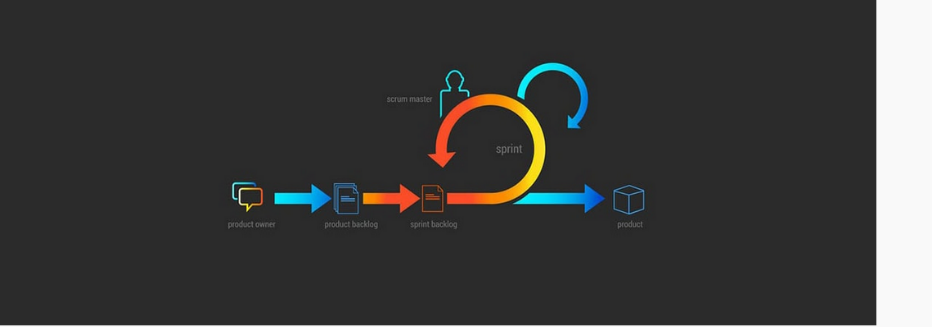 scrum master
sprint
product owner
product backlog
sprint backlog
product